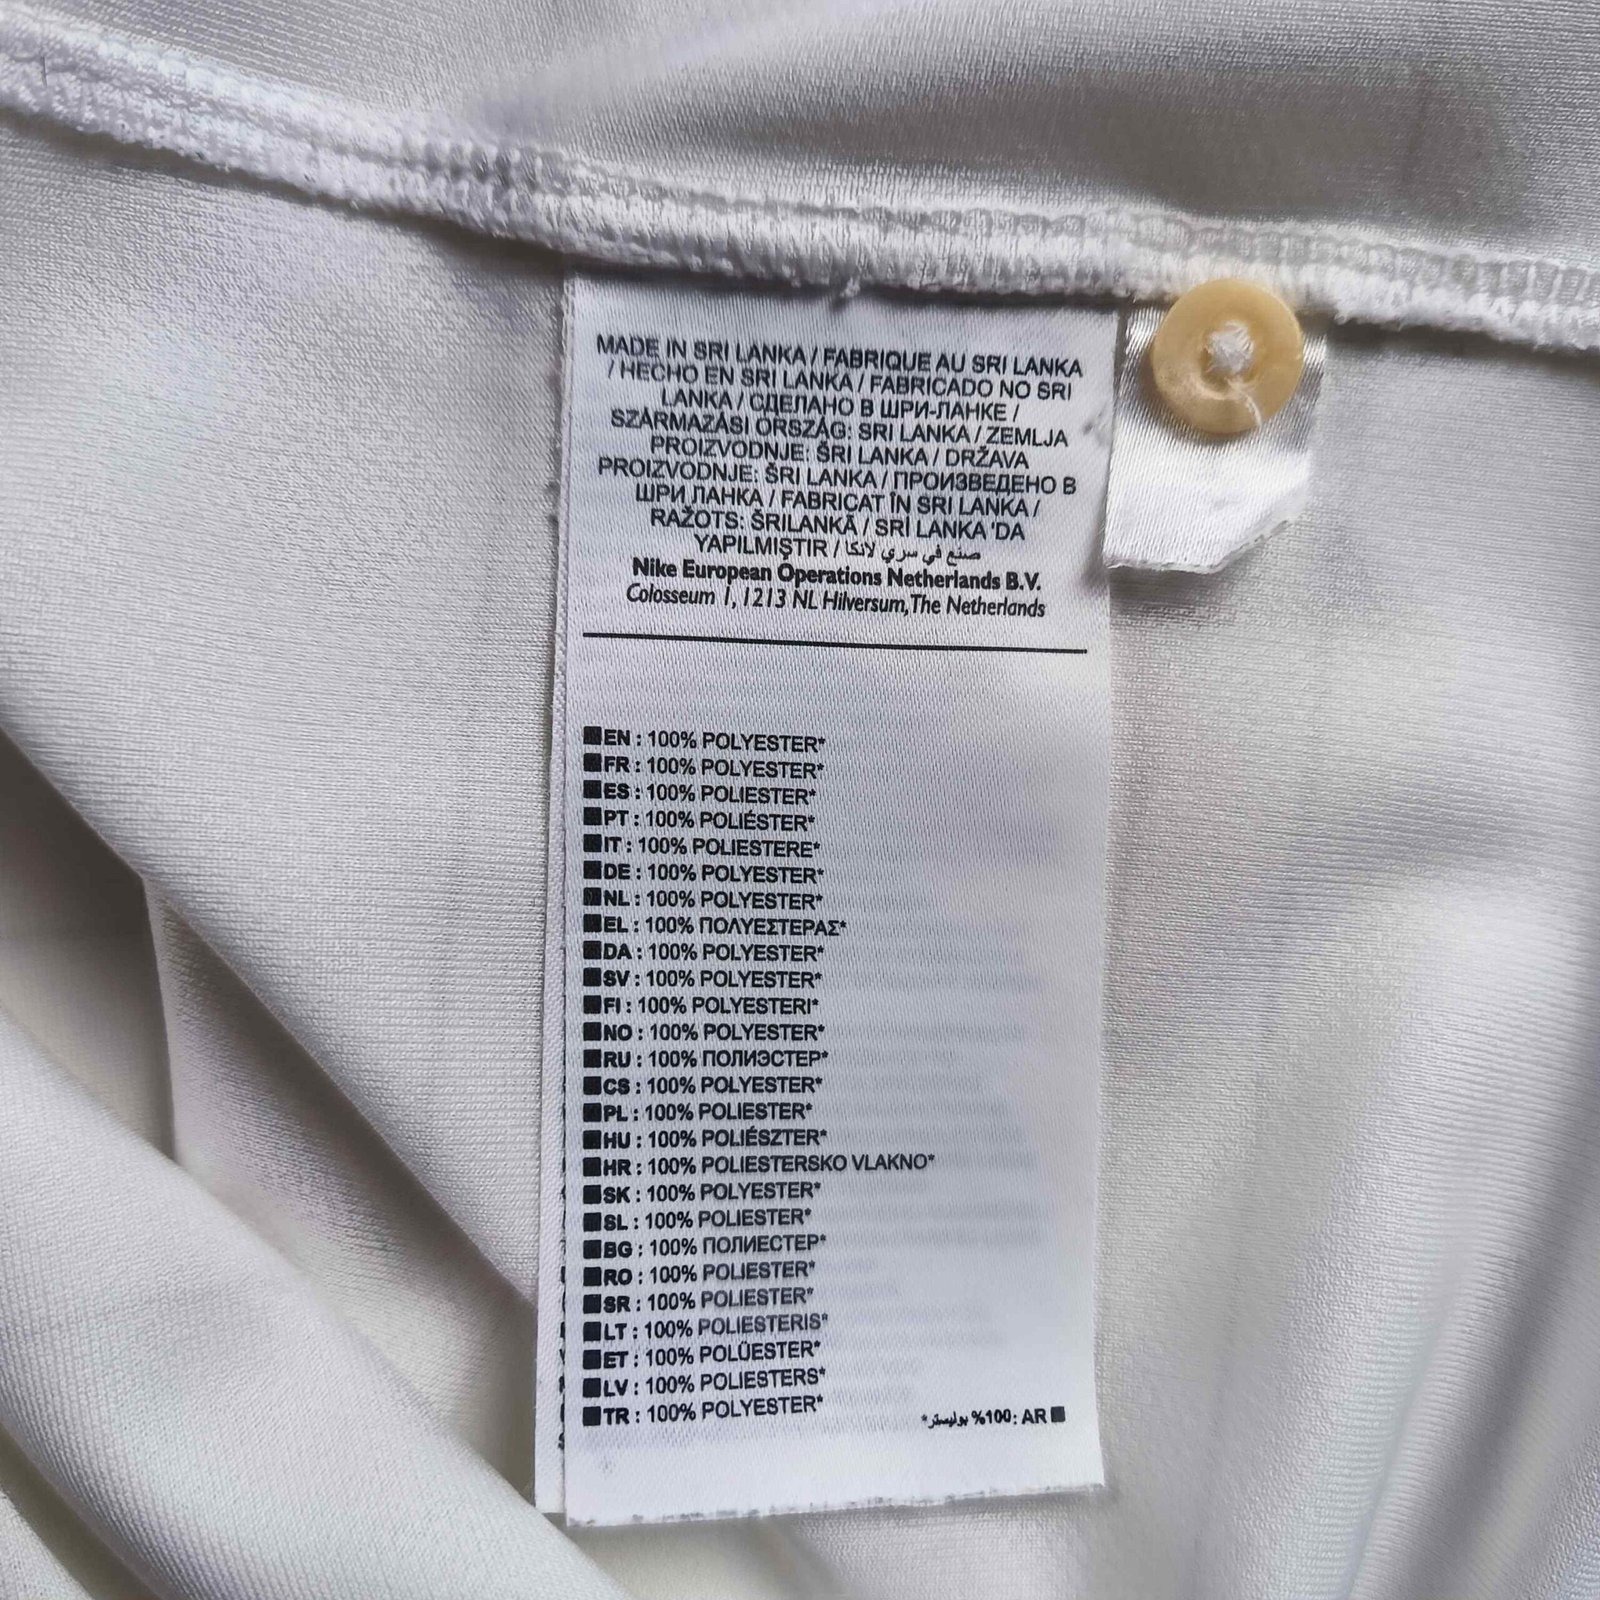 MADE IN SRI LANKA / FABRIQUE AU SRI LANKA
/ HECHO EN SRI LANKA / FABRICADO NO SRI
LANKA / СДЕЛАНО В ШРИ-ЛАНКЕ /
SZÁRMAZÁSI ORSZÁG: SRI LANKA / ZEMLJA
PROIZVODNJE: ŠRI LANKA / DRŽAVA
PROIZVODNJE: ŠRI LANKA / ПРОИЗВЕДЕНО В
ШРИ ЛАНКА / FABRICAT ÎN SRI LANKA /
RAŽOTS: ŠRILANKĀ / SRİ LANKA 'DA
YAPILMIŞTIR / صنع في سري لانكا
Nike European Operations Netherlands B.V.
Colosseum 1, 1213 NL Hilversum, The Netherlands
EN : 100% POLYESTER*
FR : 100% POLYESTER*
ES : 100% POLIESTER*
PT : 100% POLIÉSTER*
IT : 100% POLIESTERE*
DE : 100% POLYESTER*
NL : 100% POLYESTER*
EL : 100% ΠΟΛΥΕΣΤΕΡΑΣ*
DA : 100% POLYESTER*
SV : 100% POLYESTER*
FI : 100% POLYESTERI*
NO : 100% POLYESTER*
RU : 100% ПОЛИЭСТЕР*
CS : 100% POLYESTER*
PL : 100% POLIESTER*
HU : 100% POLIÉSZTER*
HR : 100% POLIESTERSKO VLAKNO*
SK : 100% POLYESTER*
SL : 100% POLIESTER*
BG : 100% ПОЛИЕСТЕР*
RO : 100% POLIESTER*
SR : 100% POLIESTER*
LT : 100% POLIESTERIS*
ET : 100% POLÜESTER*
LV : 100% POLIESTERS*
TR : 100% POLYESTER*
AR :100% بوليستر*